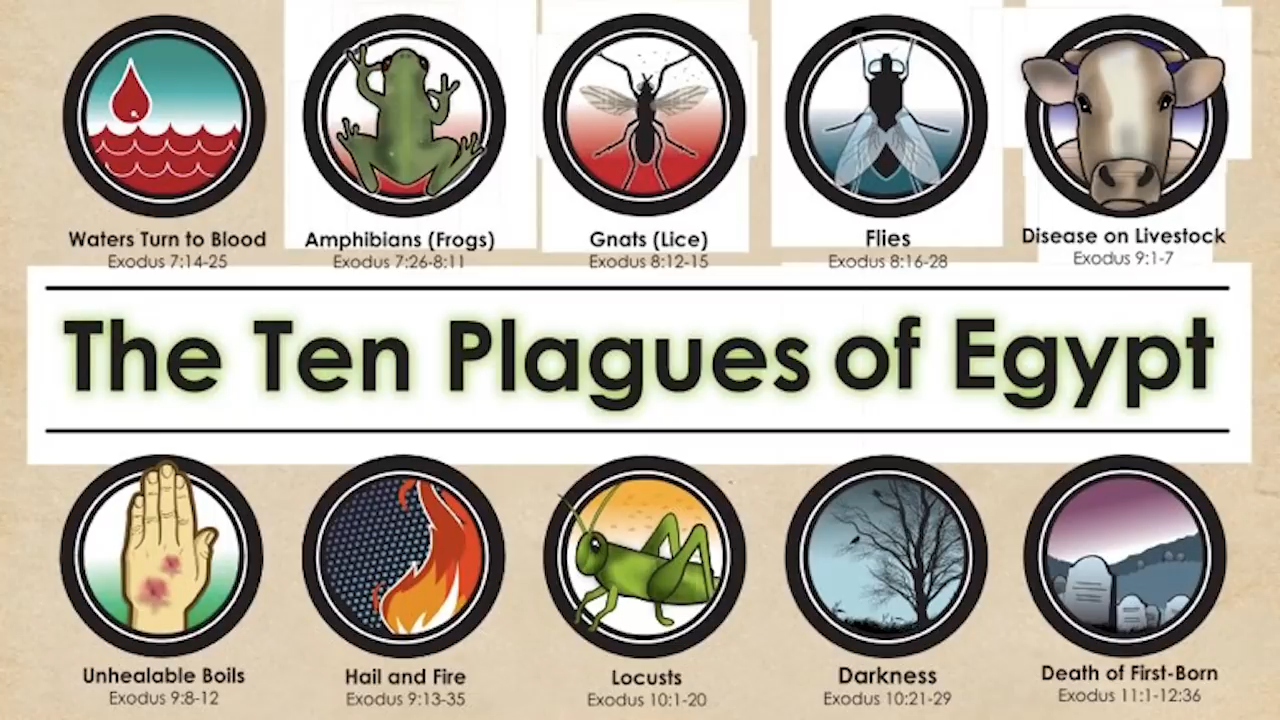 Waters Turn to Blood
Exodus 7:14-25
Amphibians (Frogs)
Exodus 7:26-8:11
Gnats (Lice)
Exodus 8:12-15
Flies
Exodus 8:16-28
Disease on Livestock
Exodus 9:1-7
The Ten Plagues of Egypt
Unhealable Boils
Exodus 9:8-12
Hail and Fire
Exodus 9:13-35
Locusts
Exodus 10:1-20
Darkness
Exodus 10:21-29
Death of First-Born
Exodus 11:1-12:36